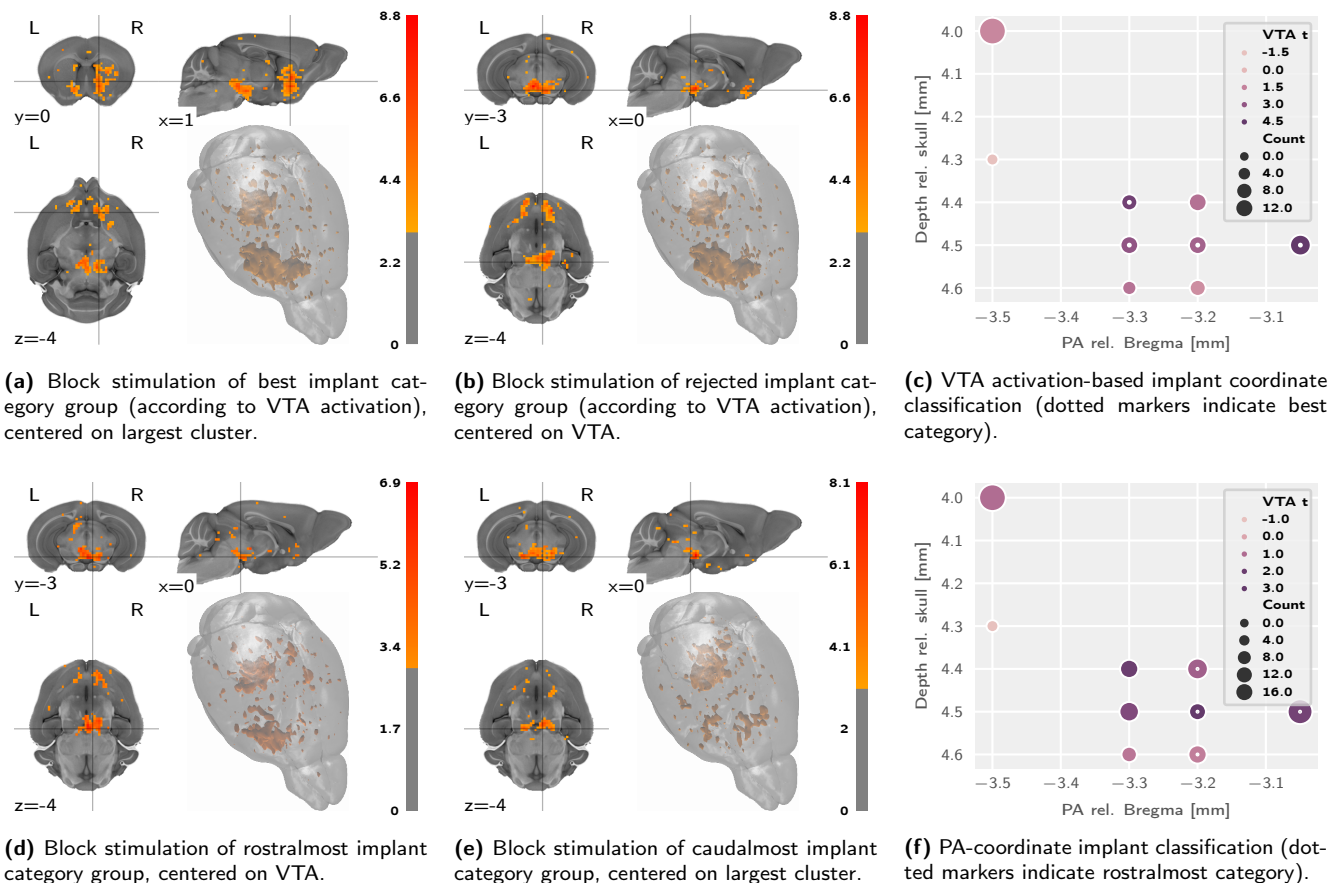 L R
8.8
6.6
4.4
2.2
0
y=0
x=1
L R
z=-4
(a) Block stimulation of best implant cat-
egory group (according to VTA activation),
centered on largest cluster.
L R
8.8
6.6
4.4
2.2
0
y=-3
x=0
L R
z=-4
(b) Block stimulation of rejected implant cat-
egory group (according to VTA activation),
centered on VTA.
Depth rel. skull [mm]
4.0
4.1
4.2
4.3
4.4
4.5
4.6
VTA t
-1.5
0.0
1.5
3.0
4.5
Count
0.0
4.0
8.0
12.0
−3.5 −3.4 −3.3 −3.2 −3.1
PA rel. Bregma [mm]
(c) VTA activation-based implant coordinate
classification (dotted markers indicate best
category).
L R
6.9
5.2
3.4
1.7
0
y=-3
x=0
L R
z=-4
(d) Block stimulation of rostralmost implant
category group, centered on VTA.
L R
8.1
6.1
4.1
2
0
y=-3
x=0
L R
z=-4
(e) Block stimulation of caudalmost implant
category group, centered on largest cluster.
Depth rel. skull [mm]
4.0
4.1
4.2
4.3
4.4
4.5
4.6
VTA t
-1.0
0.0
1.0
2.0
3.0
Count
0.0
4.0
8.0
12.0
16.0
−3.5 −3.4 −3.3 −3.2 −3.1
PA rel. Bregma [mm]
(f) PA-coordinate implant classification (dot-
ted markers indicate rostralmost category).